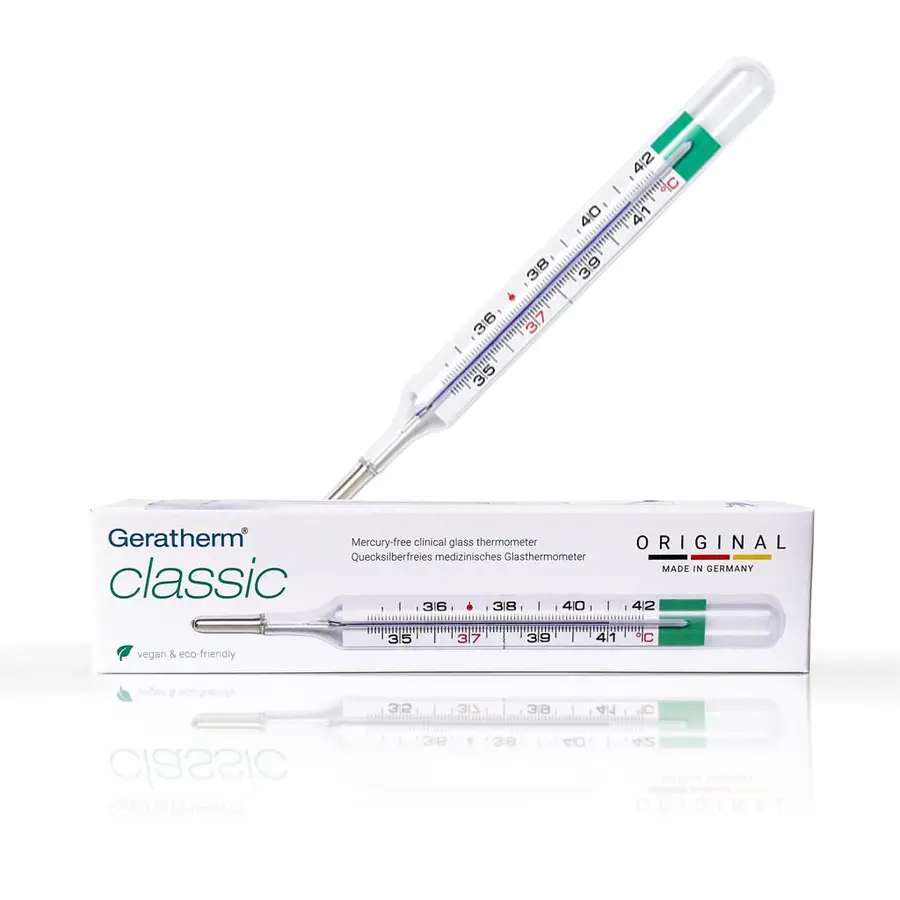 42
°C
40
41
38
39
36
37
35
Geratherm®
classic
Mercury-free clinical glass thermometer
Quecksilberfreies medizinisches Glasthermometer
ORIGINAL
MADE IN GERMANY
36 38 40 42
35 37 39 41 °C
vegan & eco-friendly